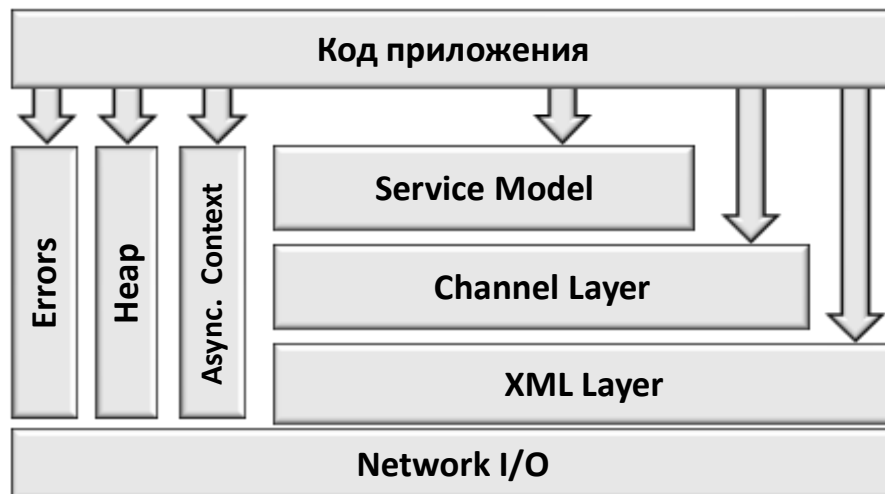 Код приложения
Errors
Heap
Async. Context
Service Model
Channel Layer
XML Layer
Network I/O